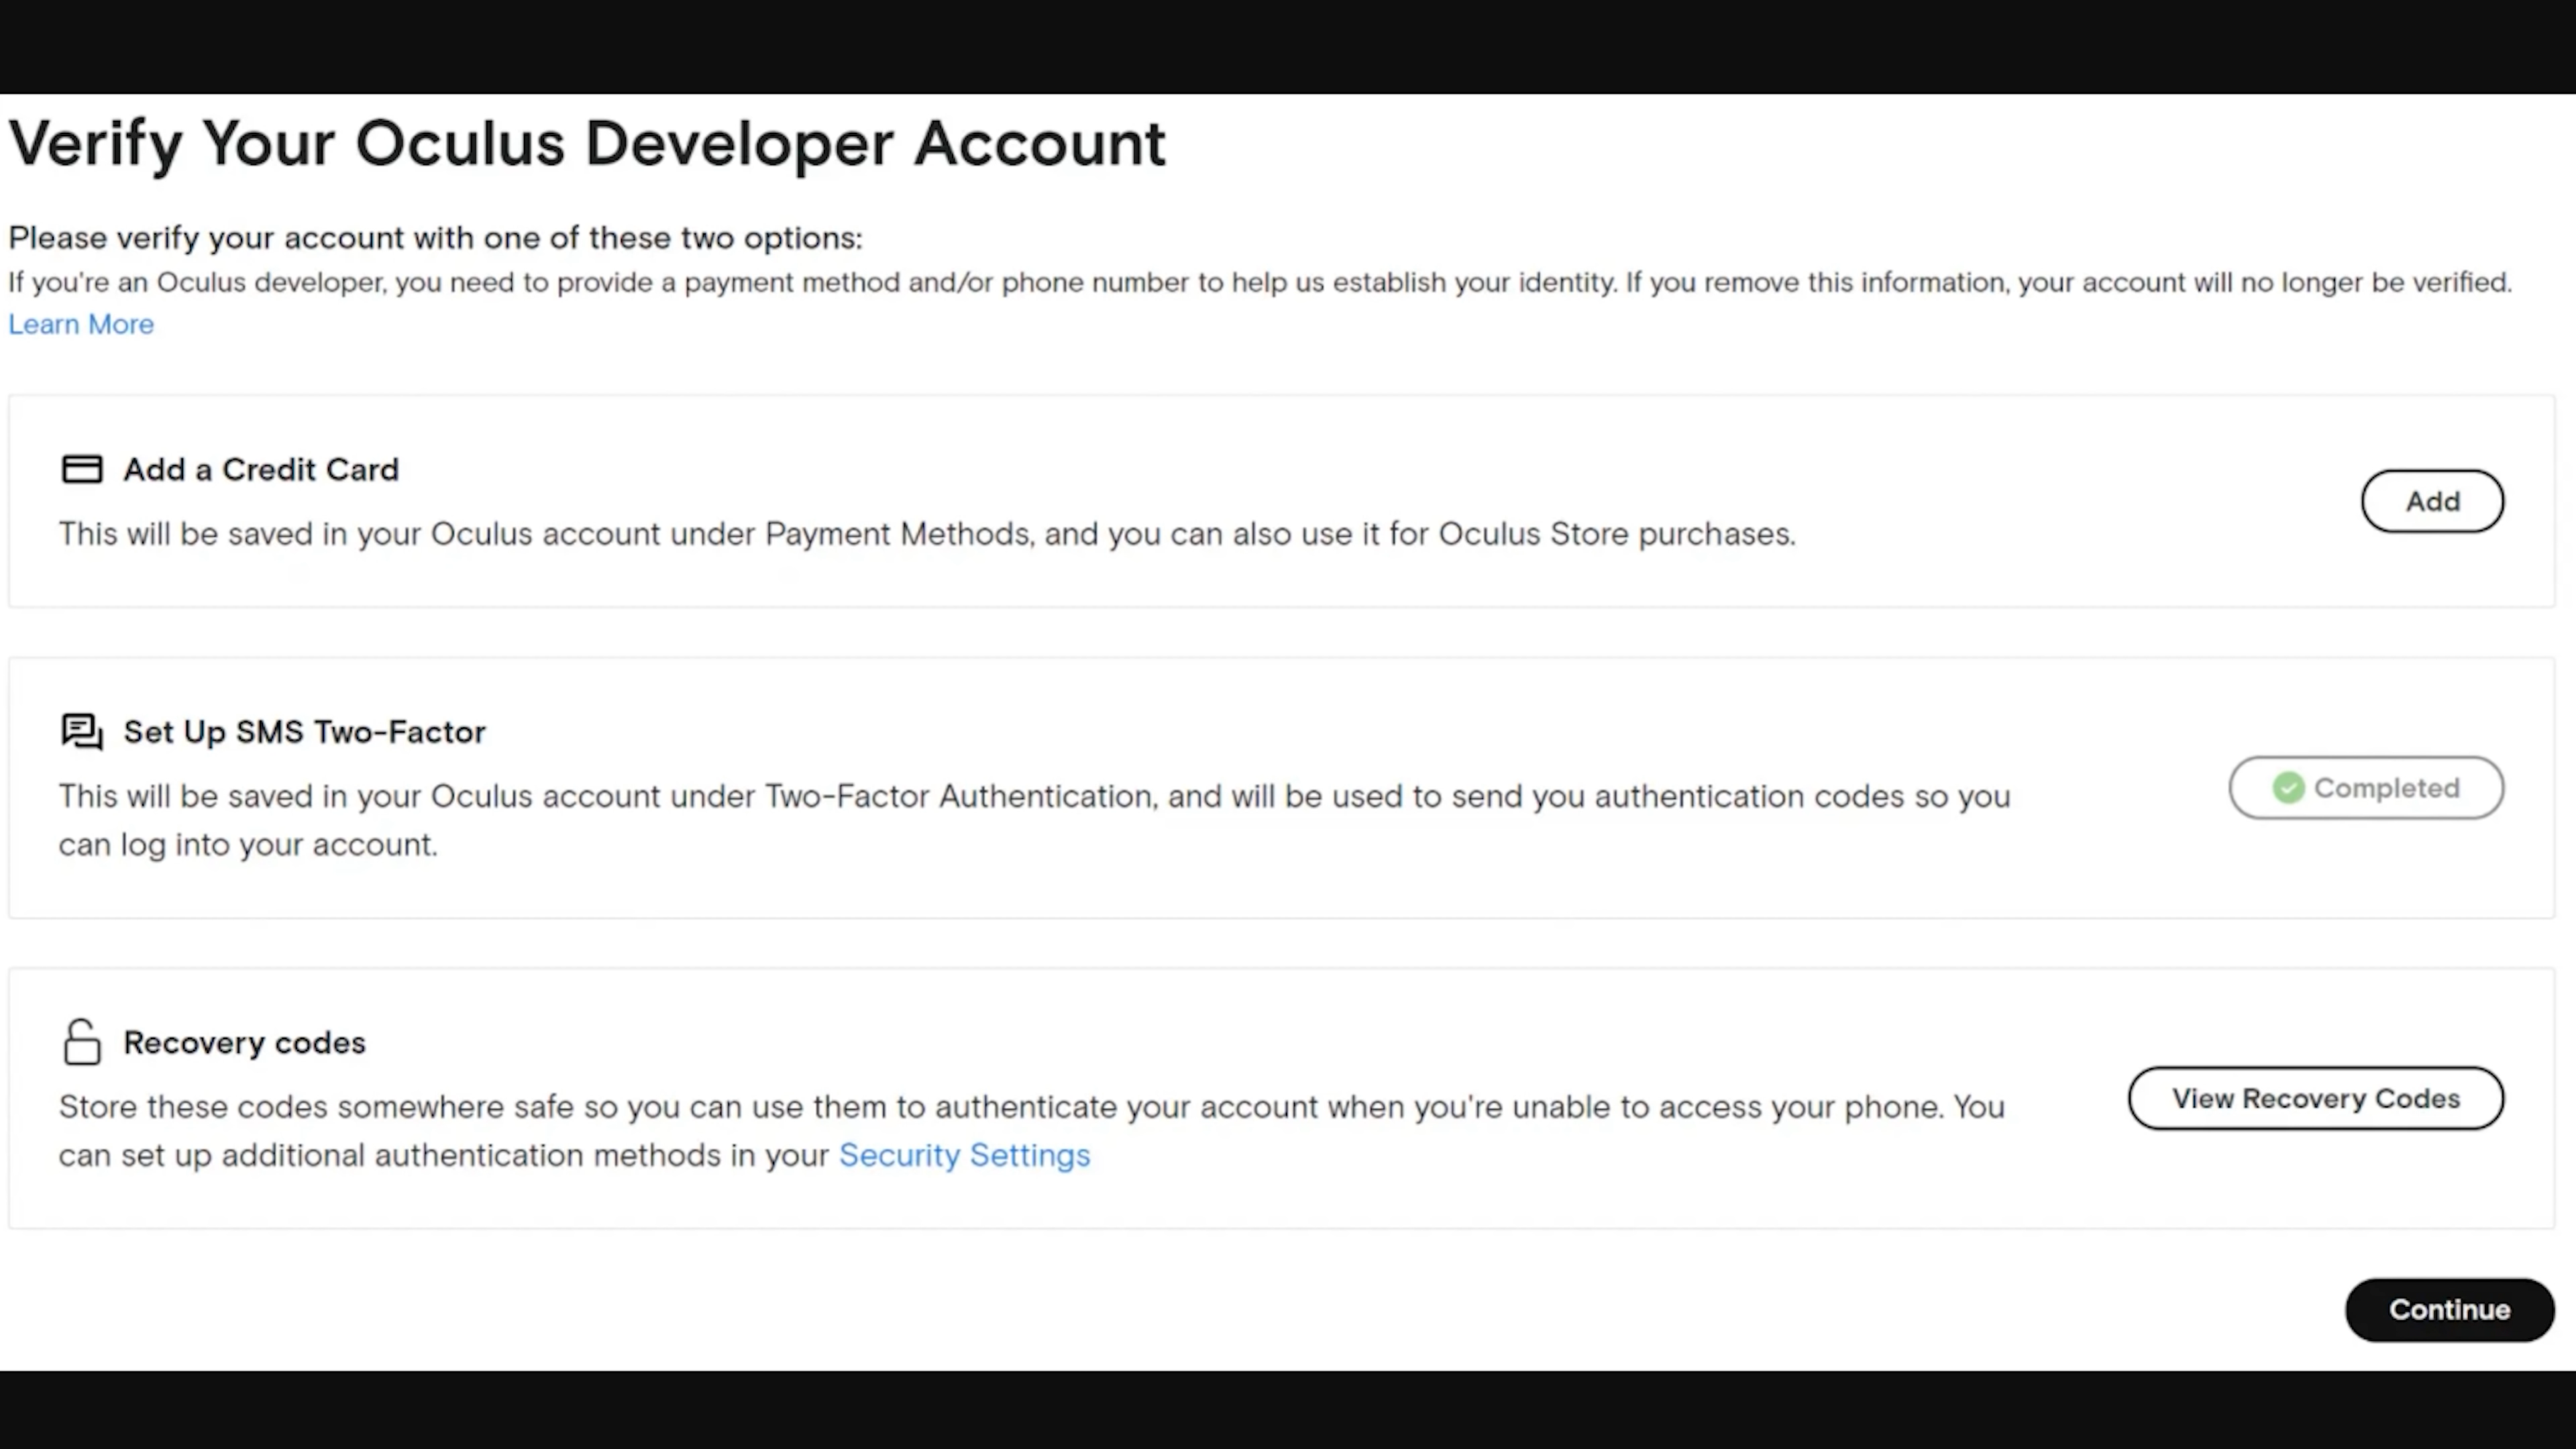 Verify Your Oculus Developer Account
Please verify your account with one of these two options:
If you're an Oculus developer, you need to provide a payment method and/or phone number to help us establish your identity. If you remove this information, your account will no longer be verified.
Learn More
Add a Credit Card
Add
This will be saved in your Oculus account under Payment Methods, and you can also use it for Oculus Store purchases.
Set Up SMS Two-Factor
This will be saved in your Oculus account under Two-Factor Authentication, and will be used to send you authentication codes so you
can log into your account.
Completed
Recovery codes
Store these codes somewhere safe so you can use them to authenticate your account when you're unable to access your phone. You
can set up additional authentication methods in your Security Settings
View Recovery Codes
Continue